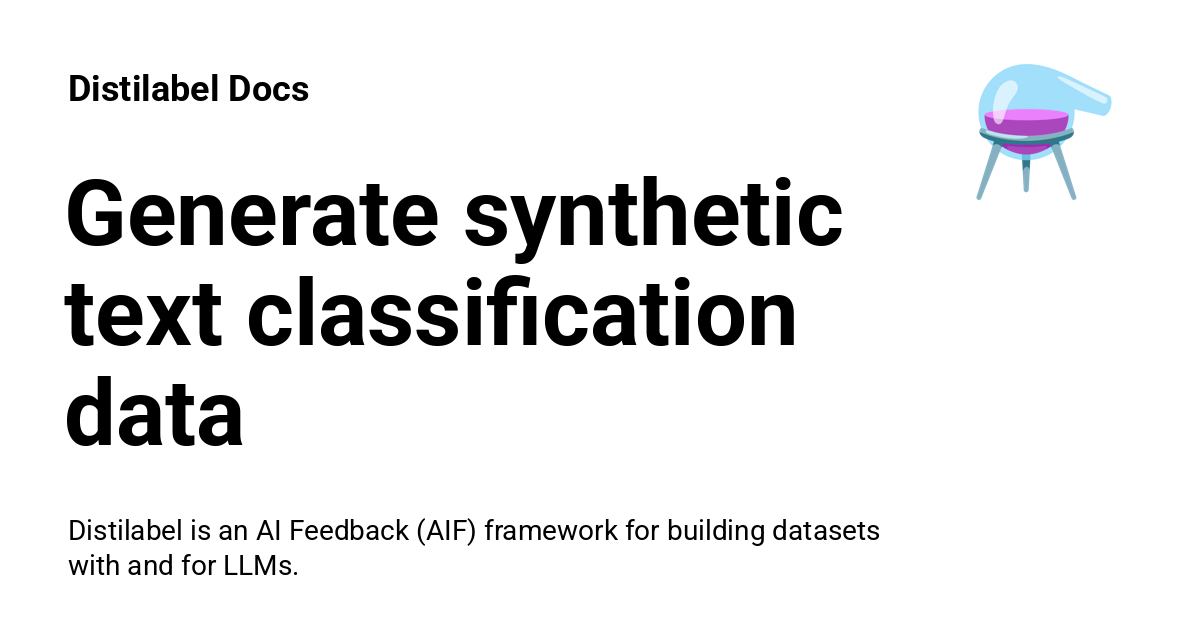 Distilabel Docs
Generate synthetic
text classification
data
Distilabel is an AI Feedback (AIF) framework for building datasets
with and for LLMs.